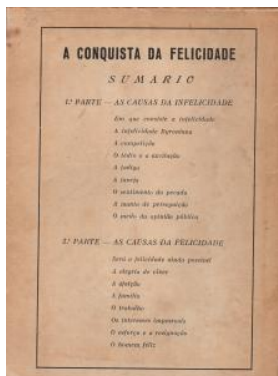 A CONQUISTA DA FELICIDADE
SUMARIO
1.ª PARTE — AS CAUSAS DA INFELICIDADE
Em que consiste a infelicidade
A infelicidade Byroniana
A competição
O tédio e a excitação
A fadiga
A inveja
O sentimento do pecado
A mania de perseguição
O medo da opinião pública
2.ª PARTE — AS CAUSAS DA FELICIDADE
Será a felicidade ainda possível
A alegria de viver
A afeição
A família
O trabalho
Os interesses impessoais
O esforço e a resignação
O homem feliz